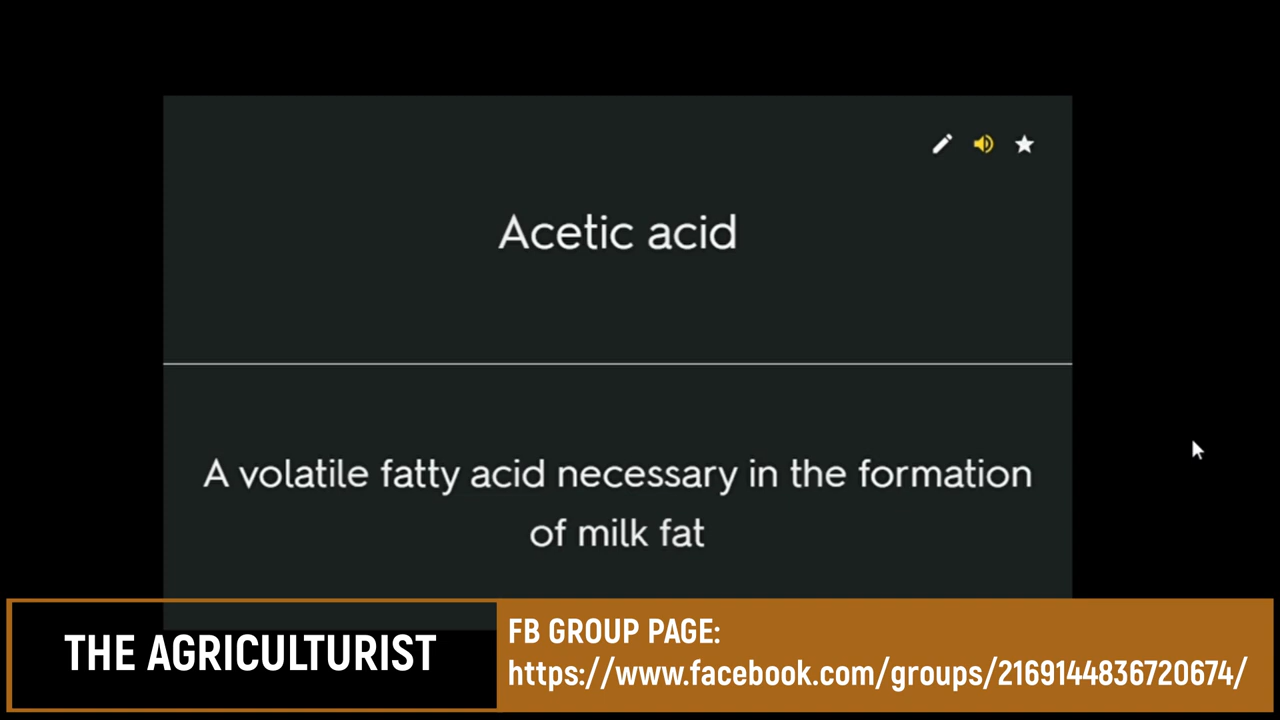 Acetic acid
A volatile fatty acid necessary in the formation
of milk fat
THE AGRICULTURIST
FB GROUP PAGE:
https://www.facebook.com/groups/2169144836720674/